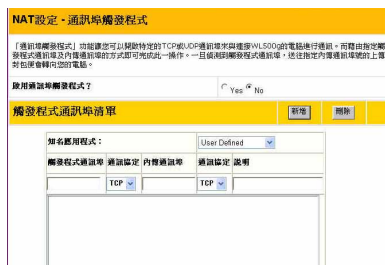 NAT設定 - 通訊埠觸發程式
「通訊埠觸發程式」功能讓您可以開啟特定的TCP或UDP通訊埠來與連接WL500g的電腦進行通訊。而藉由指定觸
發程式通訊埠及內傳通訊埠的方式即可完成此一操作。一旦偵測到觸發程式通訊埠，送往指定內傳通訊埠號的上傳
封包便會轉向您的電腦。
啟用通訊埠觸發程式？ Yes No
觸發程式通訊埠清單 新增 刪除
知名應用程式： User Defined
觸發程式通訊埠 通訊協定 內傳通訊埠 通訊協定 說明
TCP TCP